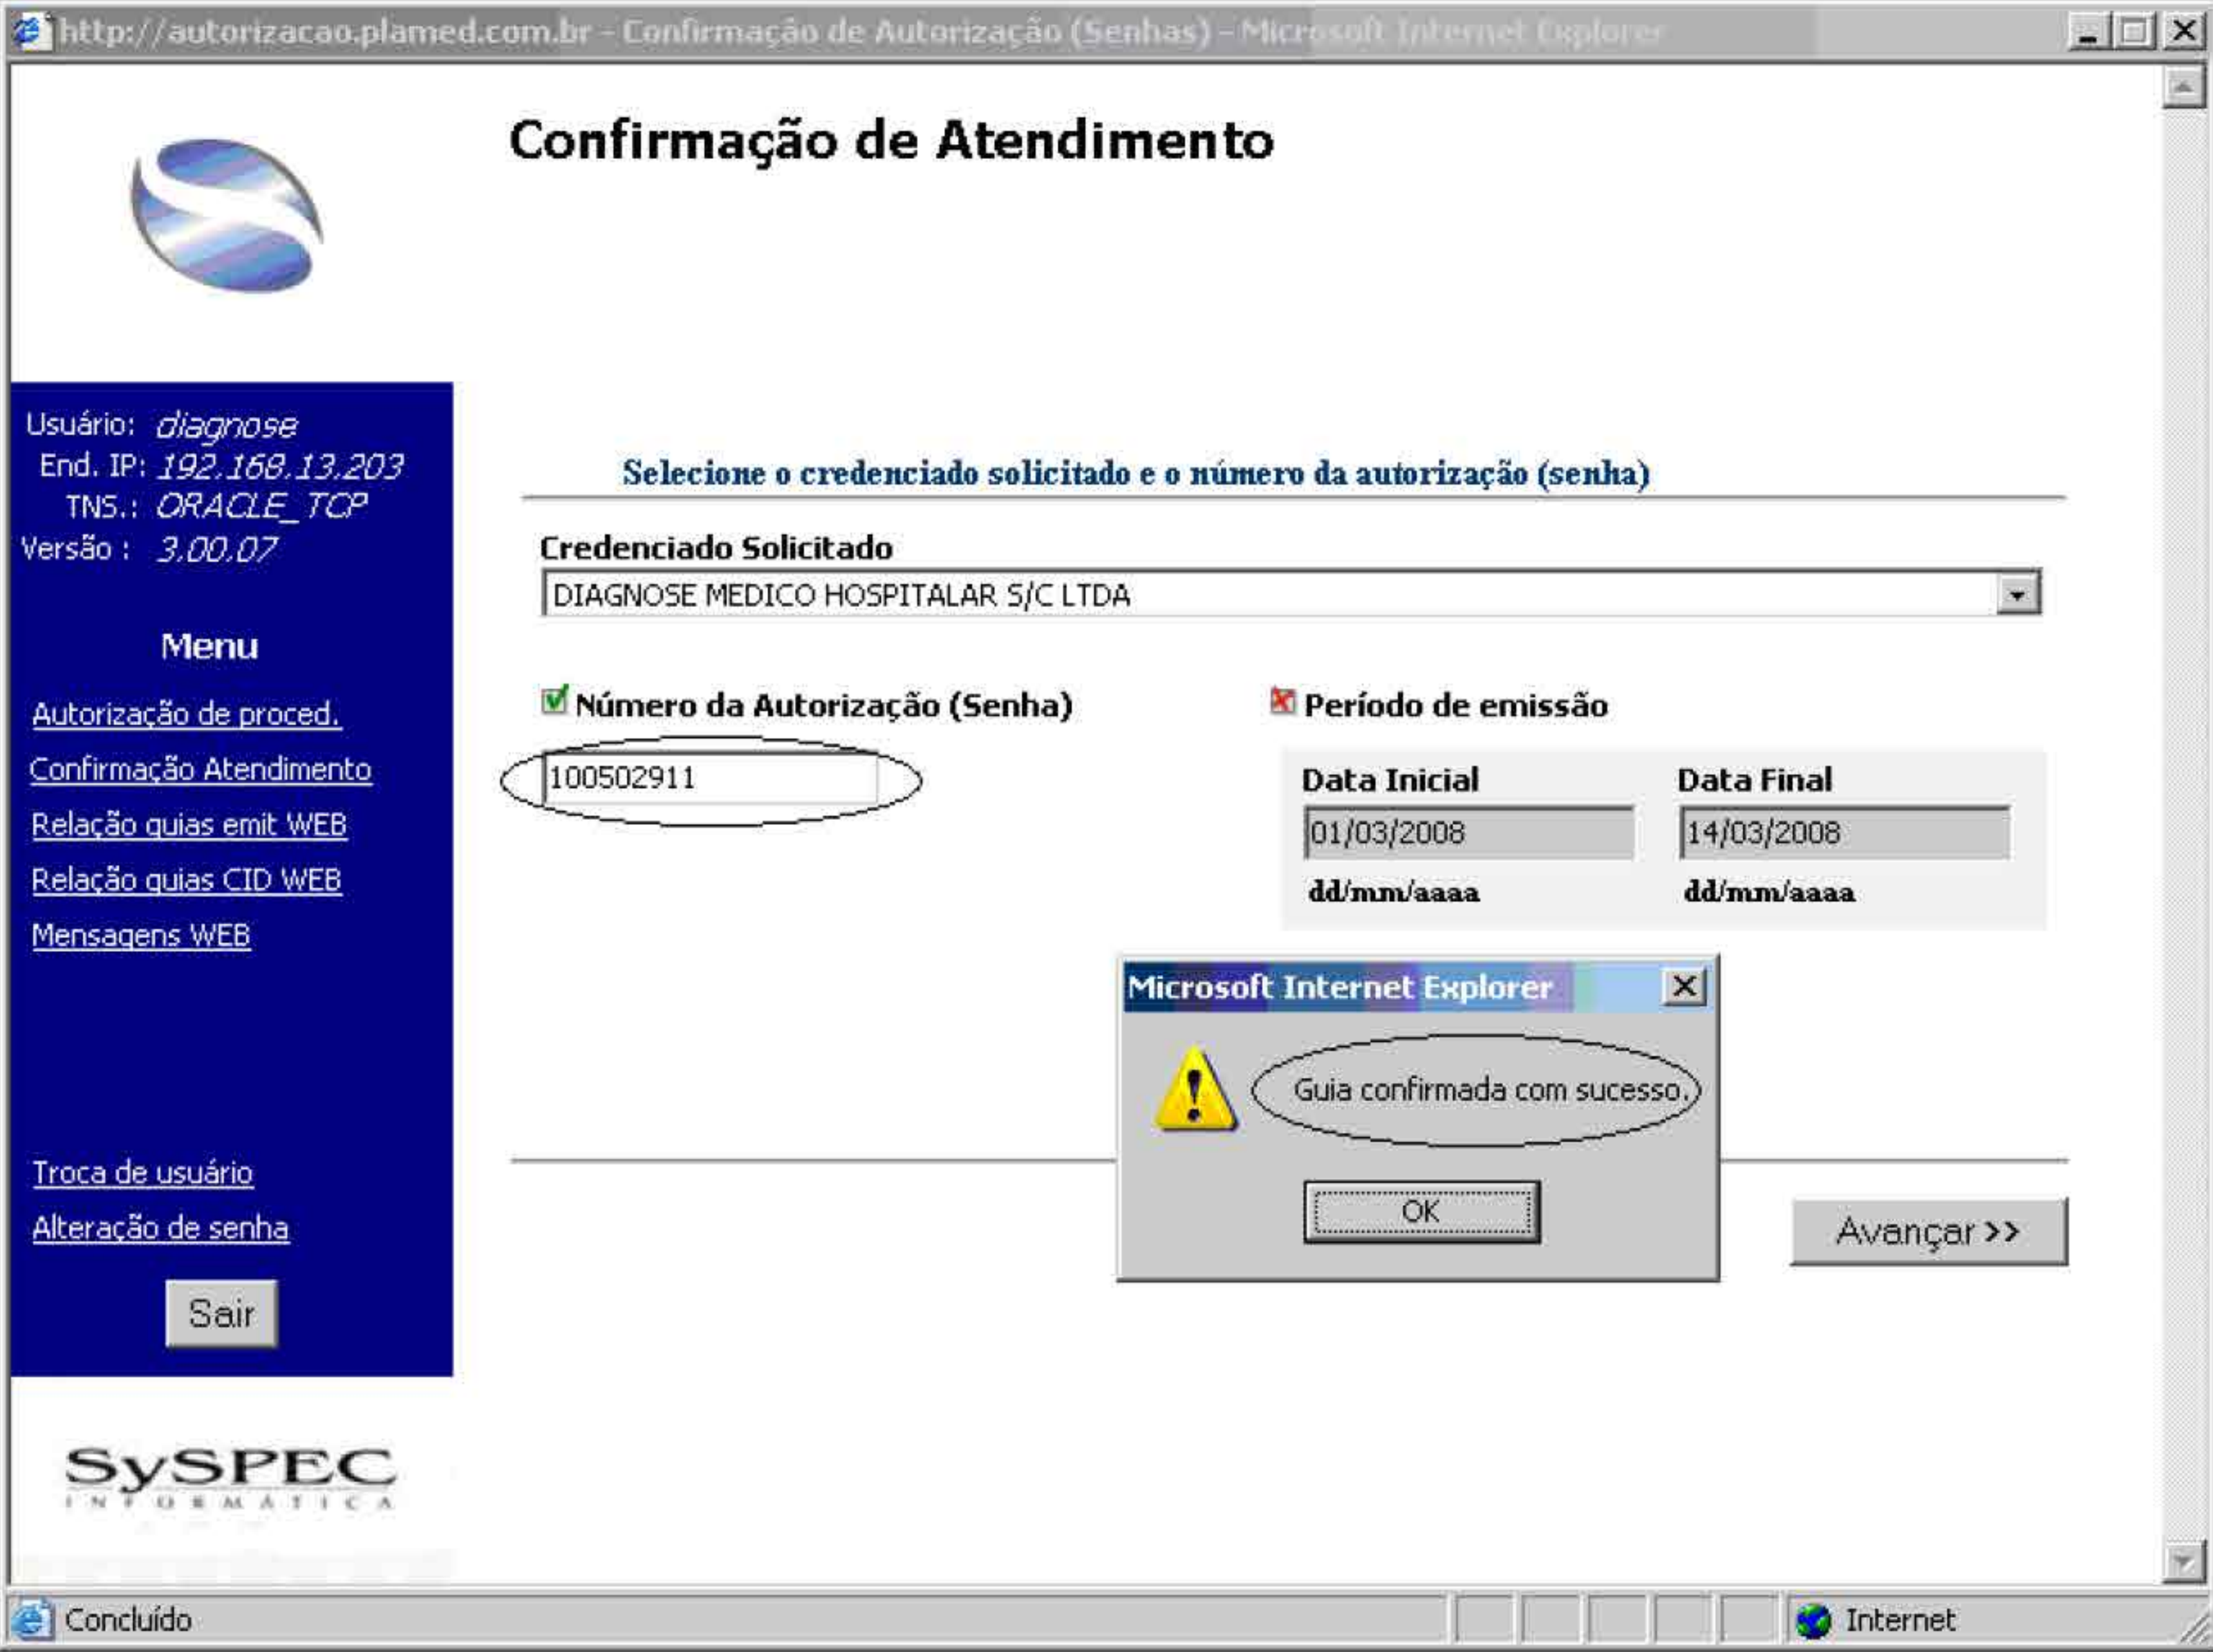 http://autorizacao.plamed.com.br - Confirmação de Autorização (Senhas) - Microsoft Internet Explorer
Confirmação de Atendimento
Usuário: diagnose
End. IP: 192.168.13.203
TNS.: ORACLE_TCP
Versão : 3.00.07
Menu
Autorização de proced.
Confirmação Atendimento
Relação guias emit WEB
Relação guias CID WEB
Mensagens WEB
Troca de usuário
Alteração de senha
Sair
SySPEC
INFORMÁTICA
Selecione o credenciado solicitado e o número da autorização (senha)
Credenciado Solicitado
DIAGNOSE MEDICO HOSPITALAR S/C LTDA
Número da Autorização (Senha)
100502911
Período de emissão
Data Inicial Data Final
01/03/2008 14/03/2008
dd/mm/aaaa dd/mm/aaaa
Microsoft Internet Explorer
Guia confirmada com sucesso.
OK
Avançar >>
Concluído
Internet